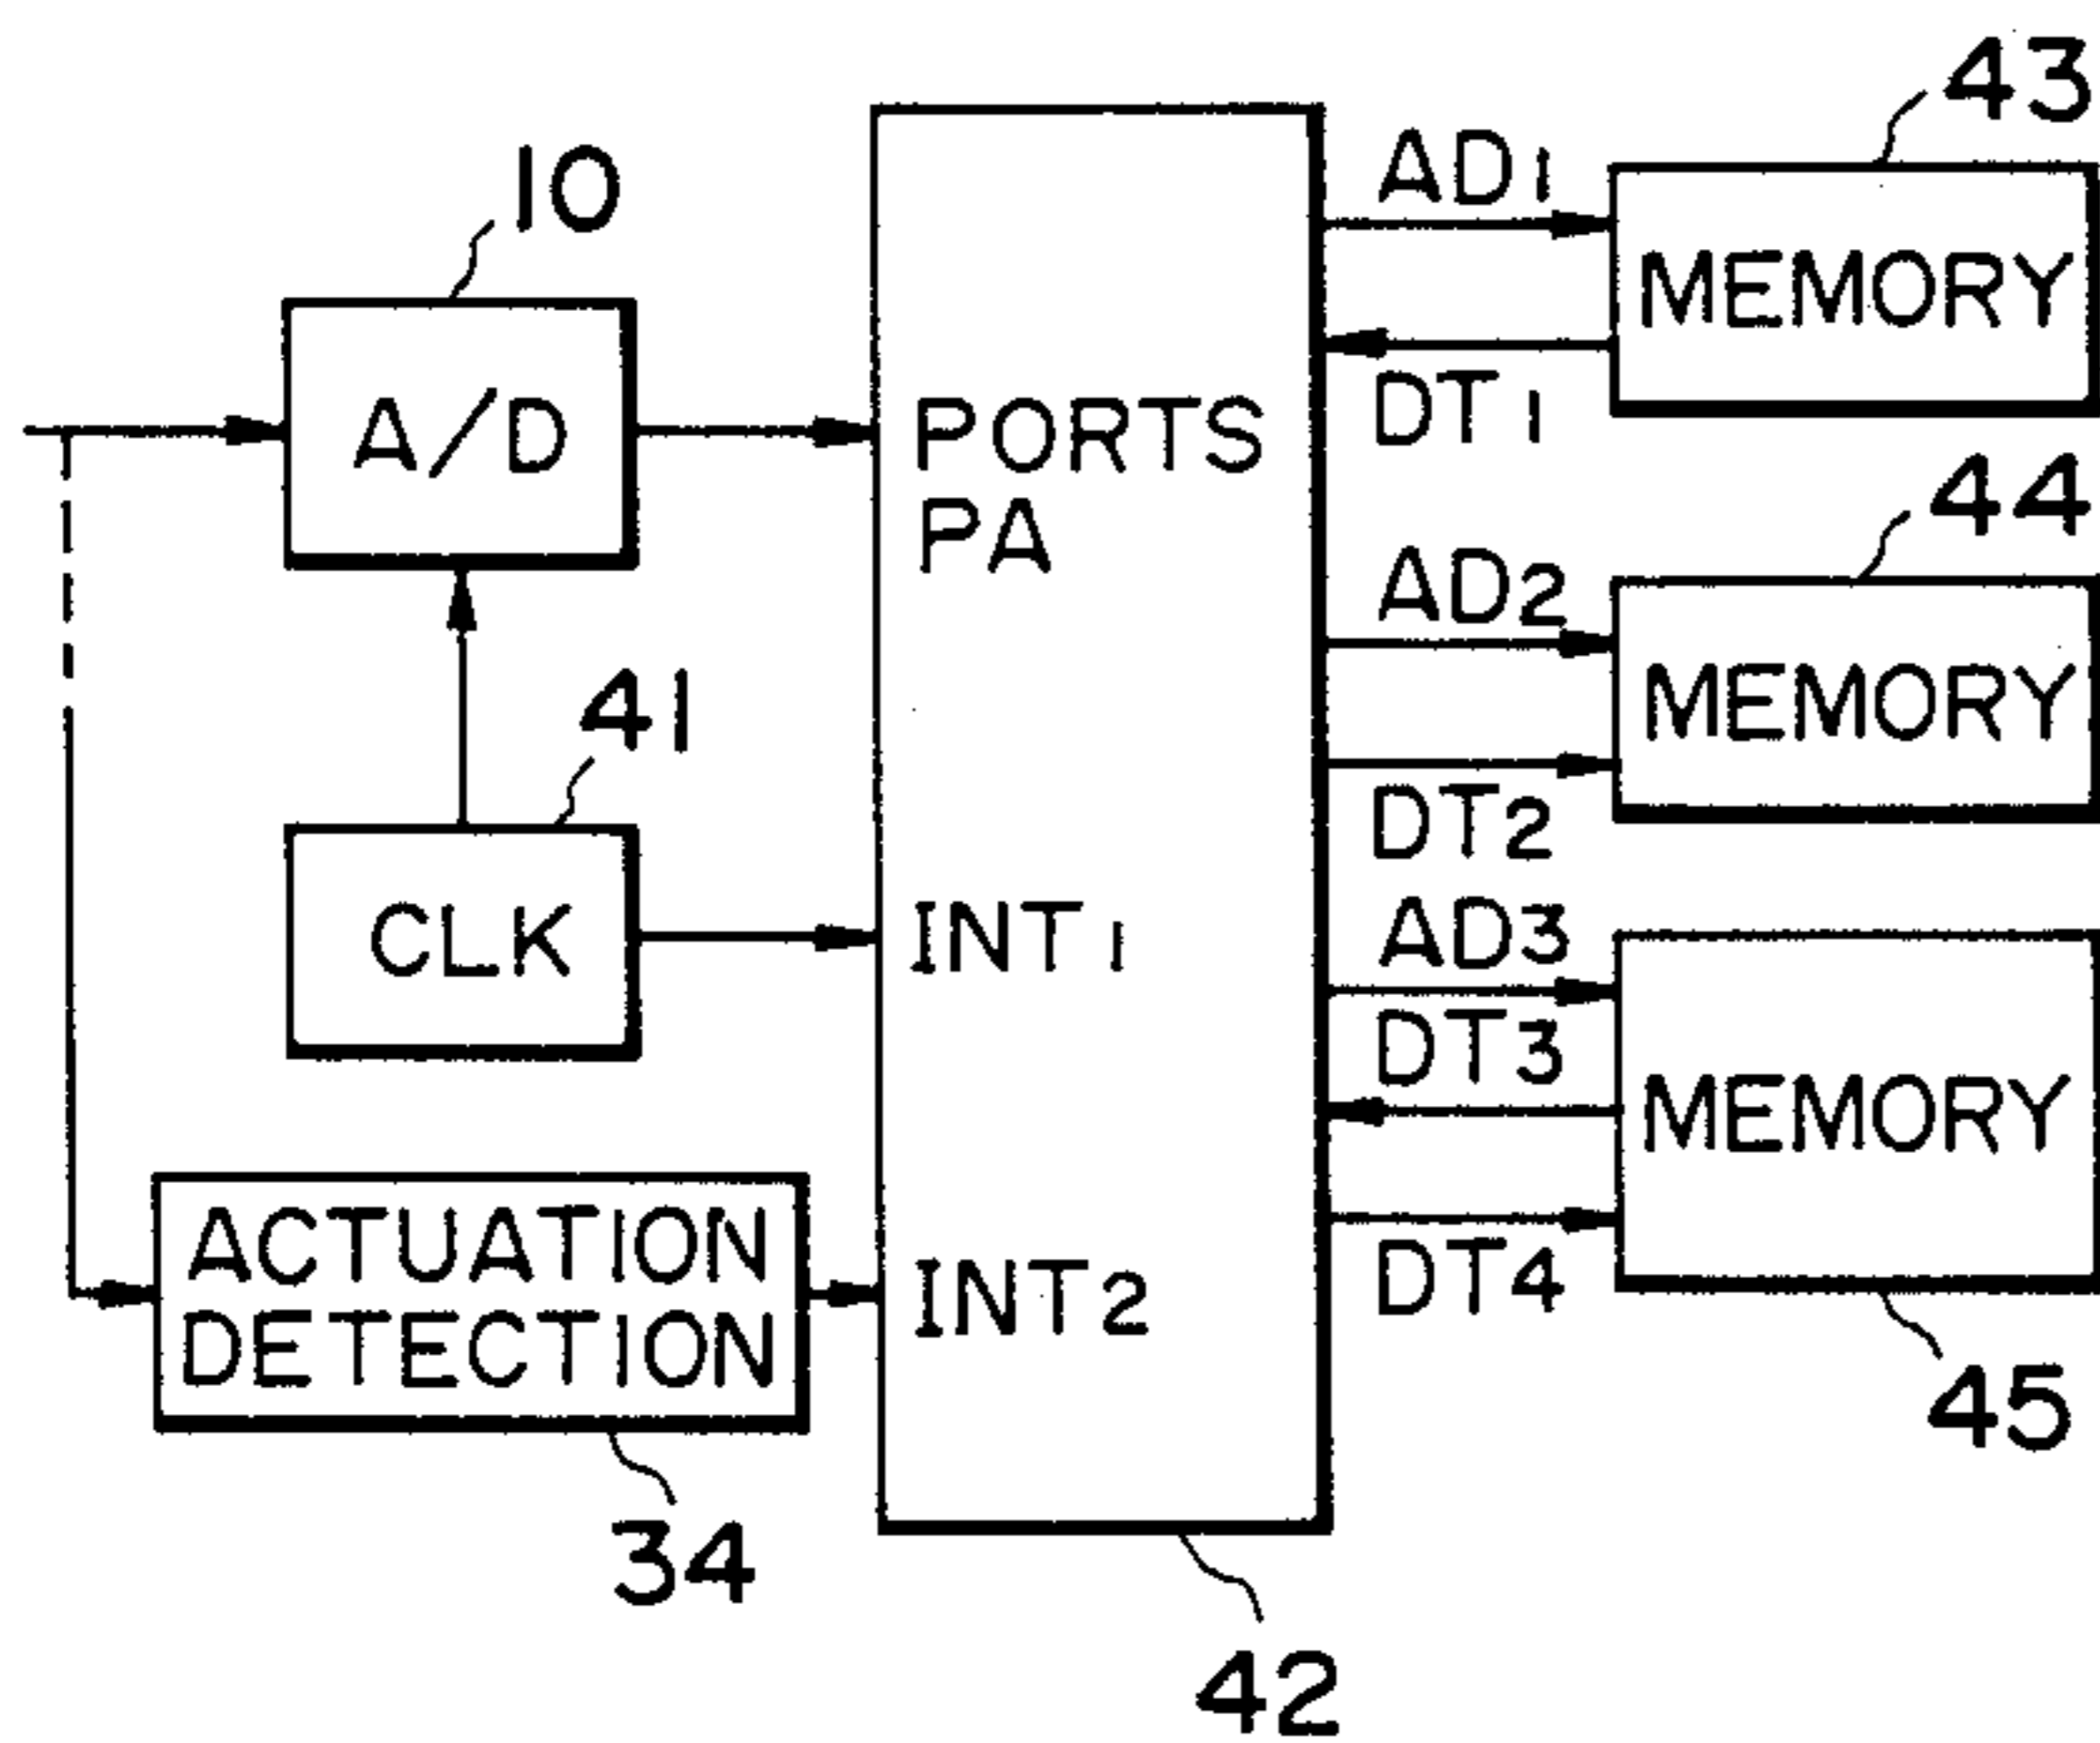 43
AD1
MEMORY
DT1
10
A/D
PORTS
PA
44
AD2
MEMORY
DT2
41
CLK
INT1
AD3
DT3
MEMORY
DT4
45
ACTUATION
DETECTION
INT2
34
42